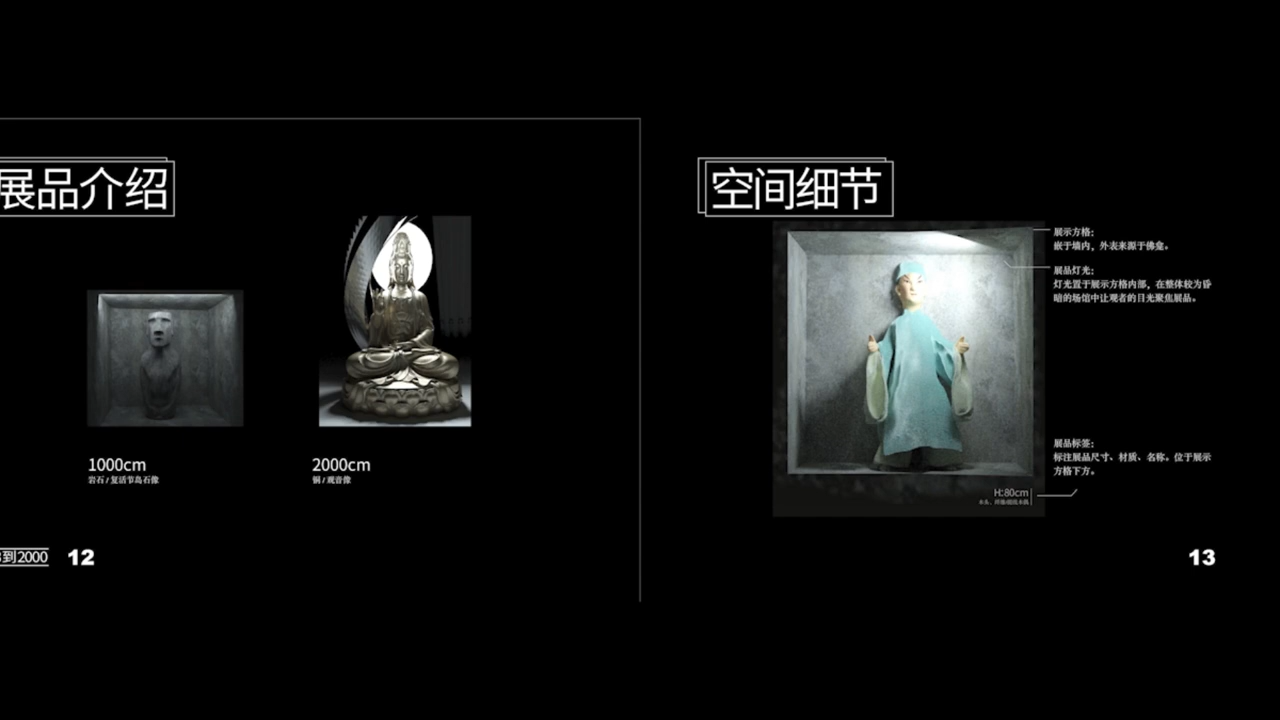 展品介绍
1000cm
岩石 / 复活节岛石像
2000cm
铜 / 观音像
到2000
12
空间细节
展示方格:
嵌于墙内，外表来源于佛龛。
展品灯光:
灯光置于展示方格内部，在整体较为昏
暗的场馆中让观者的目光聚焦展品。
展品标签:
标注展品尺寸、材质、名称。位于展示
方格下方。
H:80cm
13